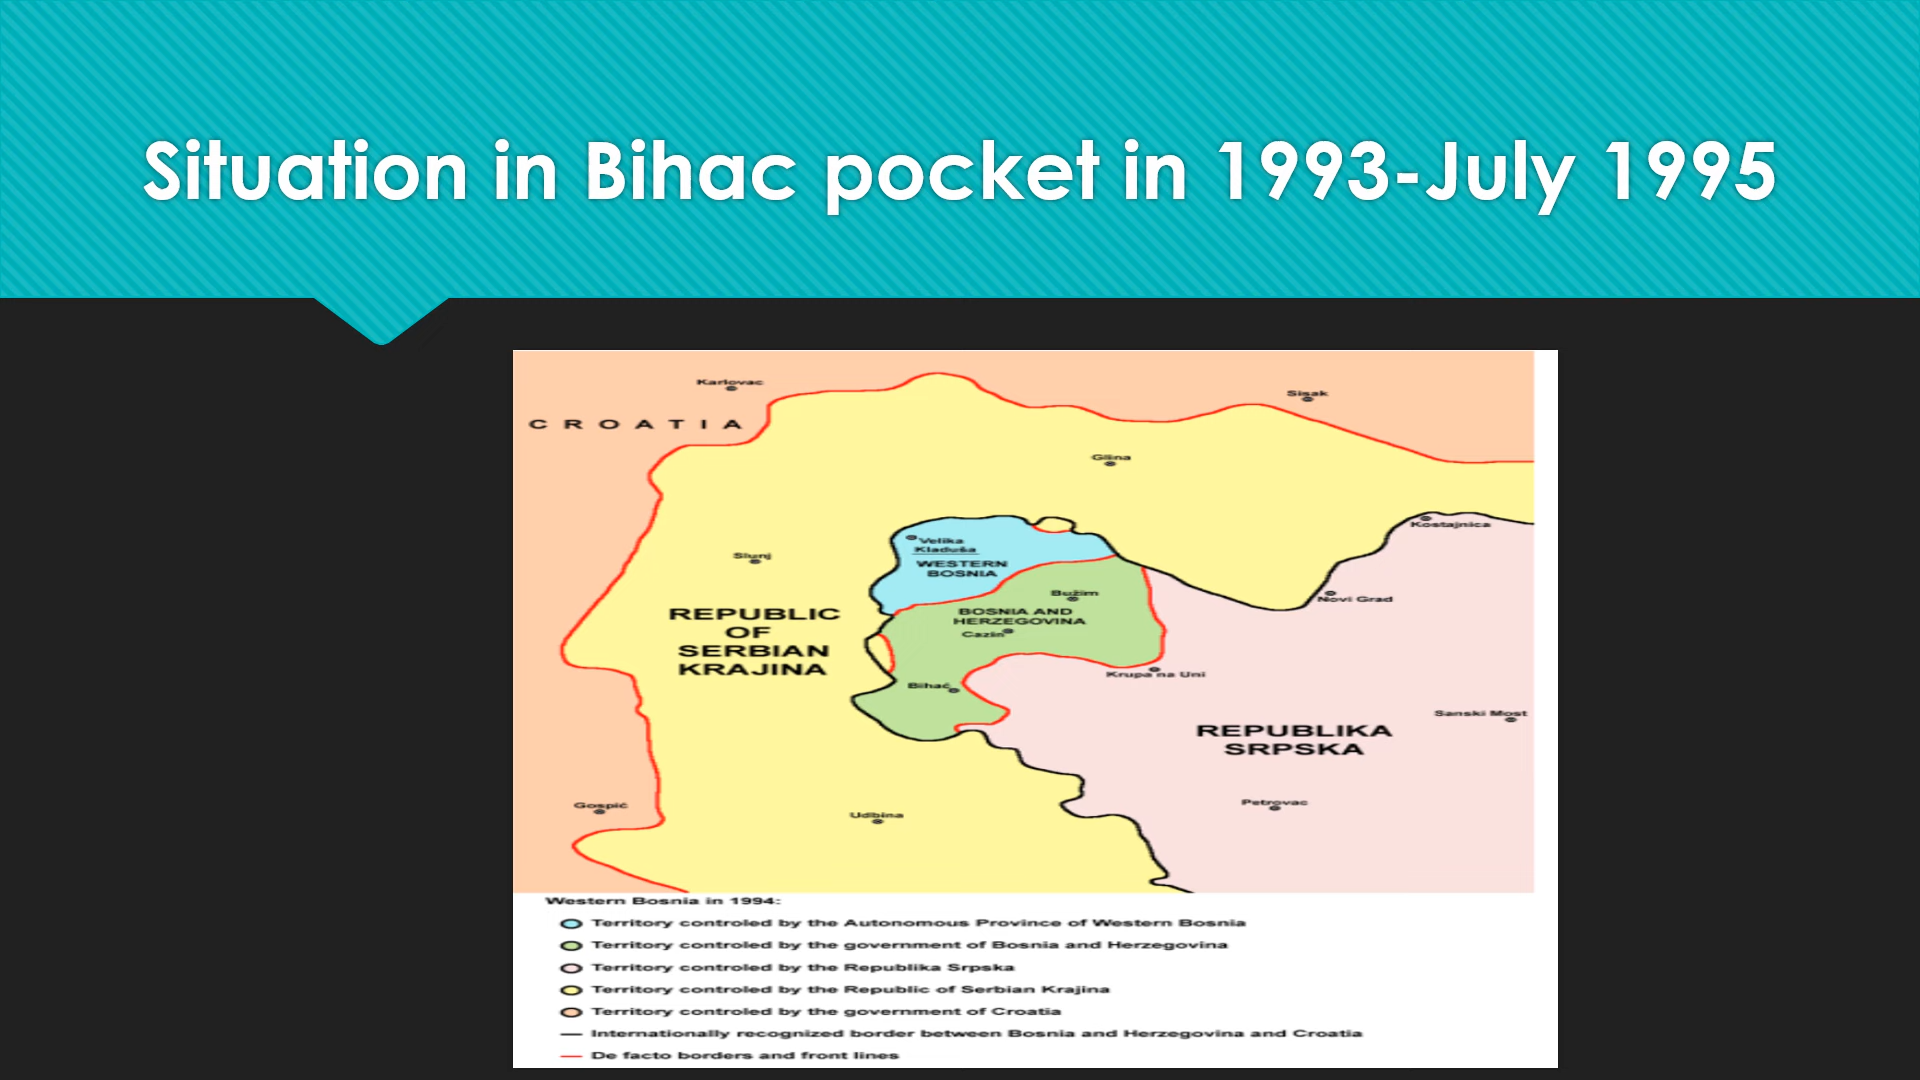 Situation in Bihac pocket in 1993-July 1995
Karlovac
Sisak
C R O A T I A
Glina
Kostajnica
Velika
Kladuša
Slunj
WESTERN
BOSNIA
Bužim
Novi Grad
REPUBLIC
OF
SERBIAN
KRAJINA
BOSNIA AND
HERZEGOVINA
Cazin
Krupa na Uni
Bihać
Sanski Most
REPUBLIKA
SRPSKA
Petrovac
Gospić
Udbina
Western Bosnia in 1994:
Territory controled by the Autonomous Province of Western Bosnia
Territory controled by the government of Bosnia and Herzegovina
Territory controled by the Republika Srpska
Territory controled by the Republic of Serbian Krajina
Territory controled by the government of Croatia
Internationally recognized border between Bosnia and Herzegovina and Croatia
De facto borders and front lines